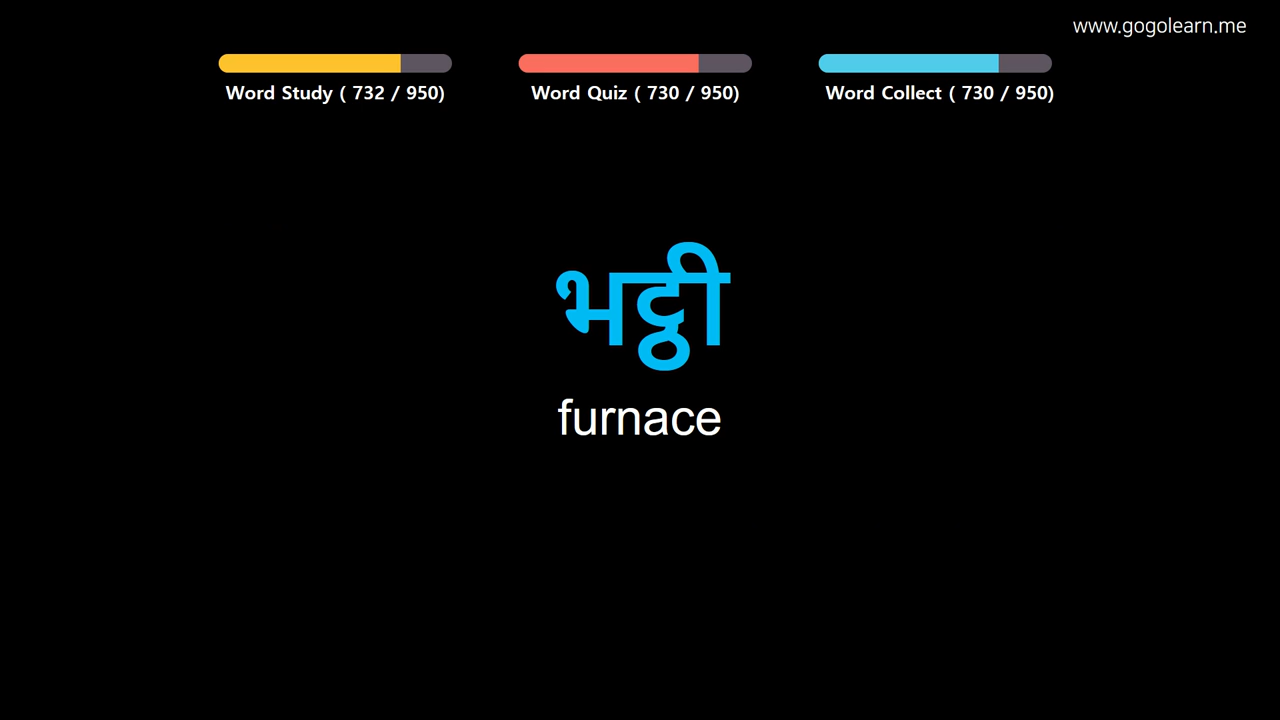 www.gogolearn.me
Word Study ( 732 / 950)
Word Quiz ( 730 / 950)
Word Collect ( 730 / 950)
भट्ठी
furnace